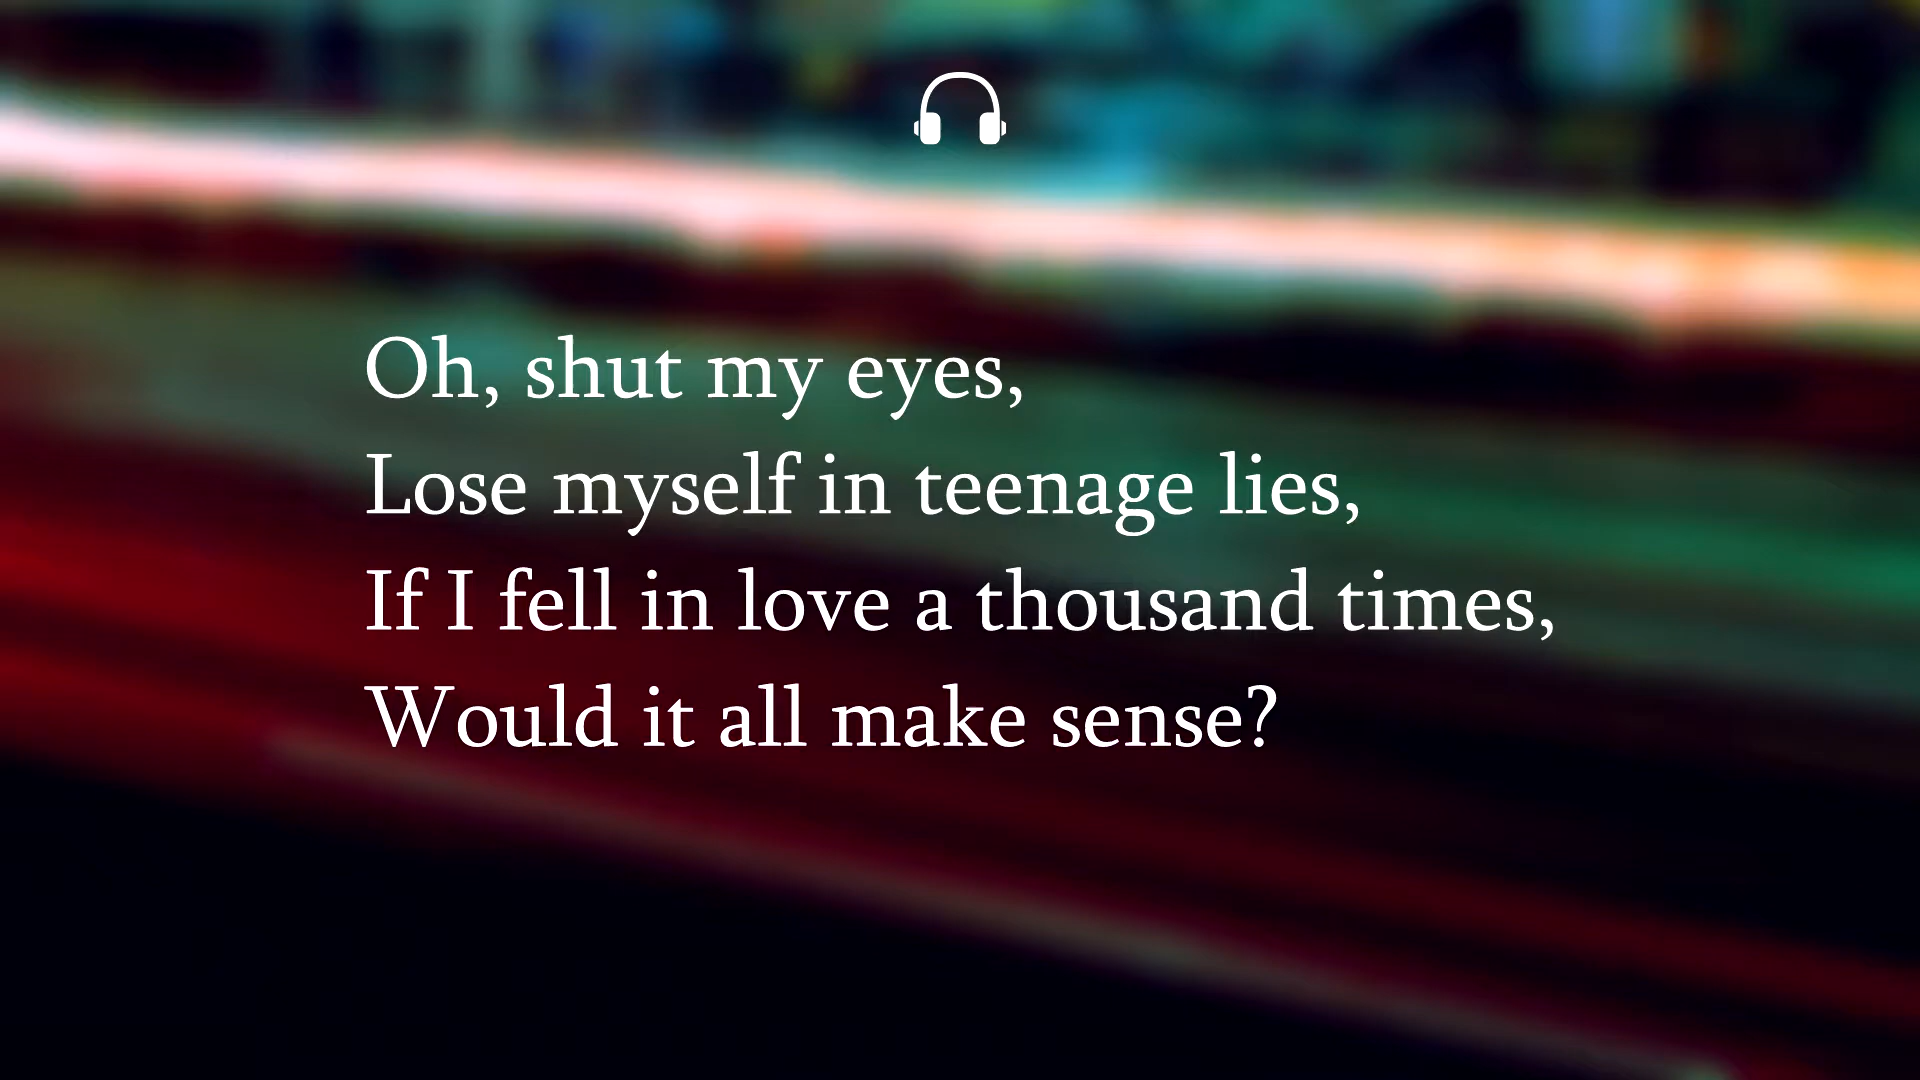 Oh, shut my eyes,
Lose myself in teenage lies,
If I fell in love a thousand times,
Would it all make sense?